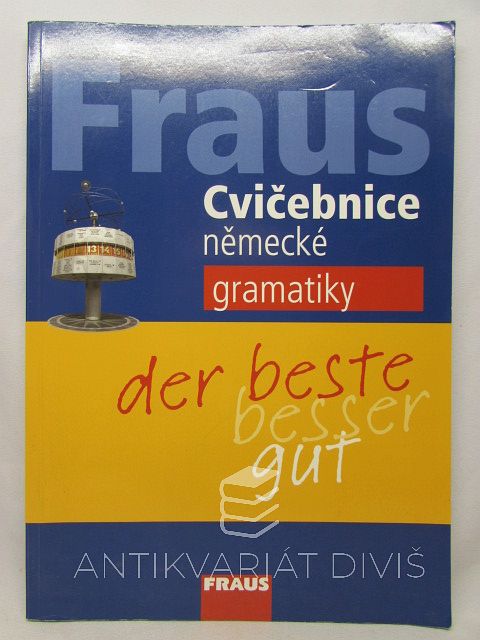 Fraus
Cvičebnice
německé
gramatiky
der beste
besser
gut
ANTIKVARIÁT DIVIŠ
FRAUS